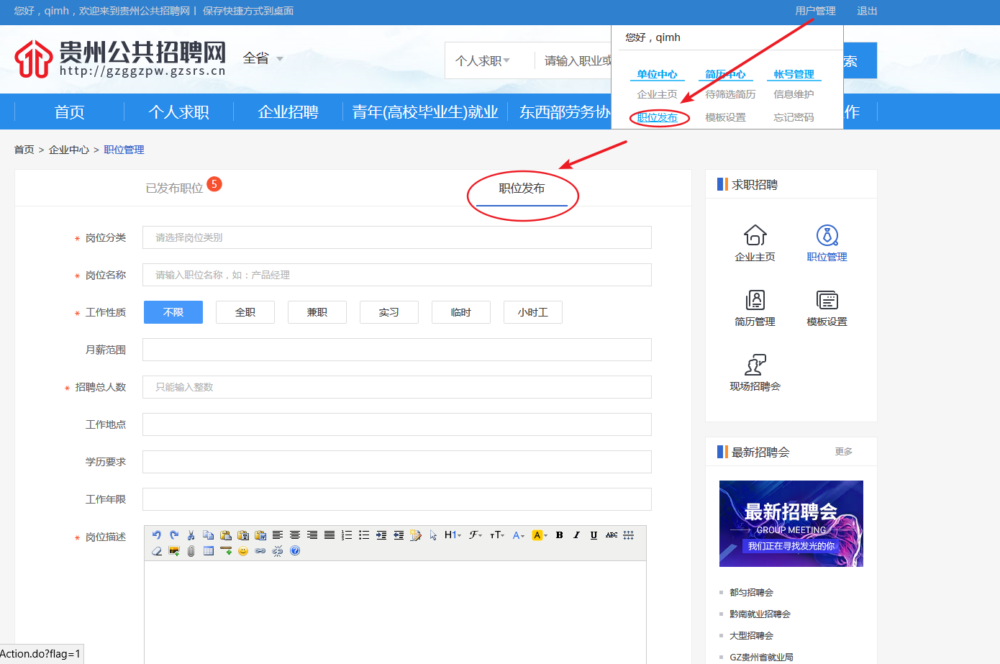 您好，qimh，欢迎来到贵州公共招聘网丨 保存快捷方式到桌面
用户管理 退出
贵州公共招聘网
http://gzggzpw.gzsrs.cn
全省
个人求职 请输入职业或
索
您好，qimh
单位中心 简历中心 帐号管理
企业主页 待筛选简历 信息维护
职位发布 模板设置 忘记密码
首页 个人求职 企业招聘 青年(高校毕业生)就业 东西部劳务协 作
首页 > 企业中心 > 职位管理
已发布职位 5 职位发布
* 岗位分类 请选择岗位类别
* 岗位名称 请输入职位名称，如：产品经理
* 工作性质 不限 全职 兼职 实习 临时 小时工
月薪范围
* 招聘总人数 只能输入整数
工作地点
学历要求
工作年限
* 岗位描述
H1 F тT A A B I U ABC
求职招聘
企业主页 职位管理
简历管理 模板设置
现场招聘会
最新招聘会 更多
最新招聘会
GROUP MEETING
我们正在寻找发光的你
都匀招聘会
黔南就业招聘会
大型招聘会
GZ贵州省就业局
Action.do?flag=1